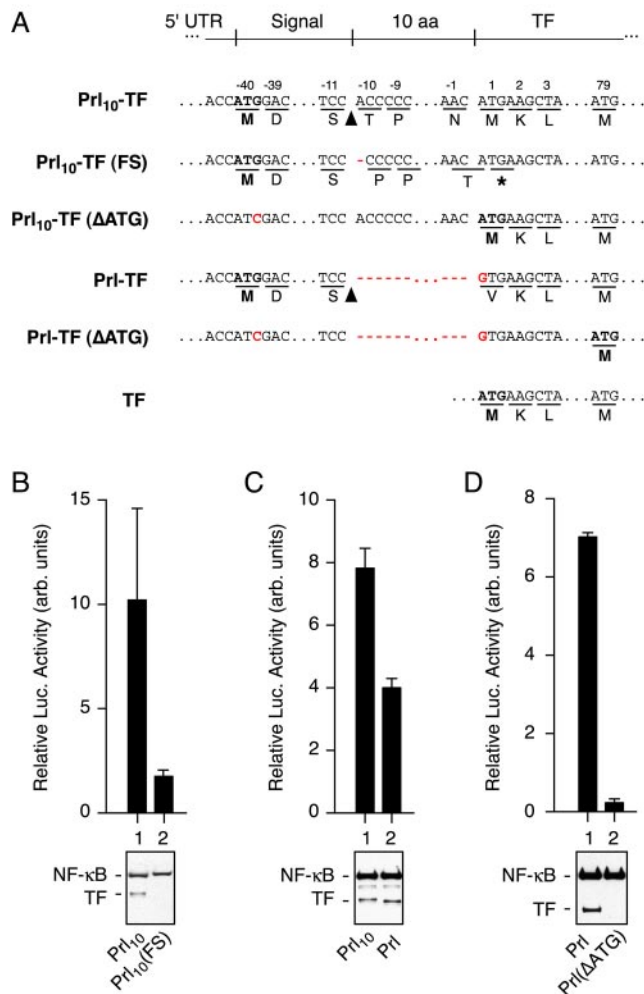 A
5' UTR Signal 10 aa TF
... ...
-40 -39 -11 -10 -9 -1 1 2 3 79
Prl10-TF ...ACCATGGAC...TCC ACCCCC...AAC ATGAAGCTA... ATG...
M D S T P N M K L M
Prl10-TF (FS) ...ACCATGGAC...TCC -CCCCC...AAC ATGAAGCTA... ATG...
M D S P P T * M
Prl10-TF (ΔATG) ...ACCATCGAC...TCC ACCCCC...AAC ATGAAGCTA... ATG...
M K L M
Prl-TF ...ACCATGGAC...TCC ------...--- GTGAAGCTA... ATG...
M D S V K L M
Prl-TF (ΔATG) ...ACCATCGAC...TCC ------...--- GTGAAGCTA... ATG...
M
TF ...ATGAAGCTA... ATG...
M K L M
B
Relative Luc. Activity (arb. units)
15
10
5
0
1 2
NF-κB -
TF -
Prl10
Prl10(FS)
C
Relative Luc. Activity (arb. units)
10
8
6
4
2
0
1 2
NF-κB -
TF -
Prl10
Prl
D
Relative Luc. Activity (arb. units)
8
6
4
2
0
1 2
NF-κB -
TF -
Prl
Prl(ΔATG)